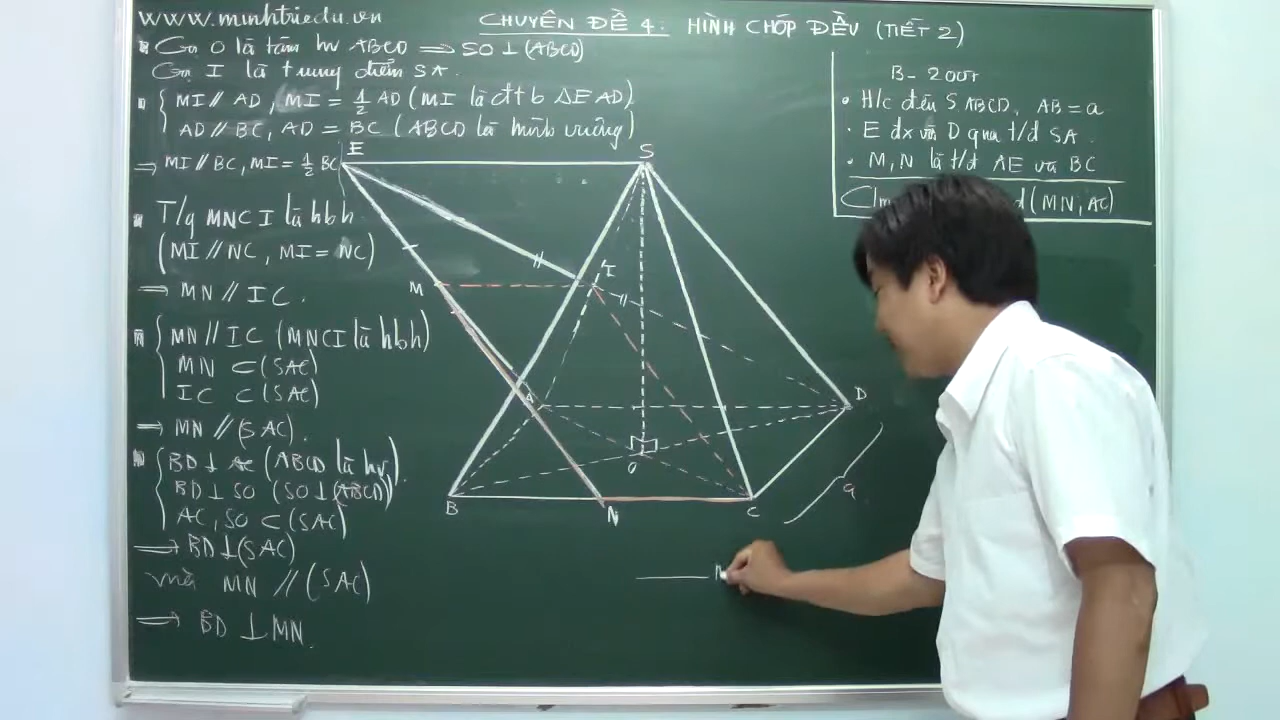 www.minhtriedu.vn
CHUYÊN ĐỀ 4: HÌNH CHÓP ĐỀU (TIẾT 2)
Gọi O là tâm hv ABCD ⟹ SO ⊥ (ABCD)
Gọi I là trung điểm SA.
MI // AD, MI = 1/2 AD (MI là đtb ΔEAD)
AD // BC, AD = BC (ABCD là hình vuông)
⟹ MI // BC, MI = 1/2 BC
T/g MNCI là hbh
(MI // NC, MI = NC)
⟹ MN // IC.
MN // IC (MNCI là hbh)
MN ⊄ (SAC)
IC ⊂ (SAC)
⟹ MN // (SAC).
BD ⊥ AC (ABCD là hv)
BD ⊥ SO (SO ⊥ (ABCD))
AC, SO ⊂ (SAC)
⟹ BD ⊥ (SAC)
mà MN // (SAC)
⟹ BD ⊥ MN.
B- 2007
• H/c đều SABCD, AB = a
• E đx với D qua t/đ SA.
• M, N là t/đ AE và BC
Cm d(MN, AC)
E
S
M
I
A
D
O
B
N
C
a